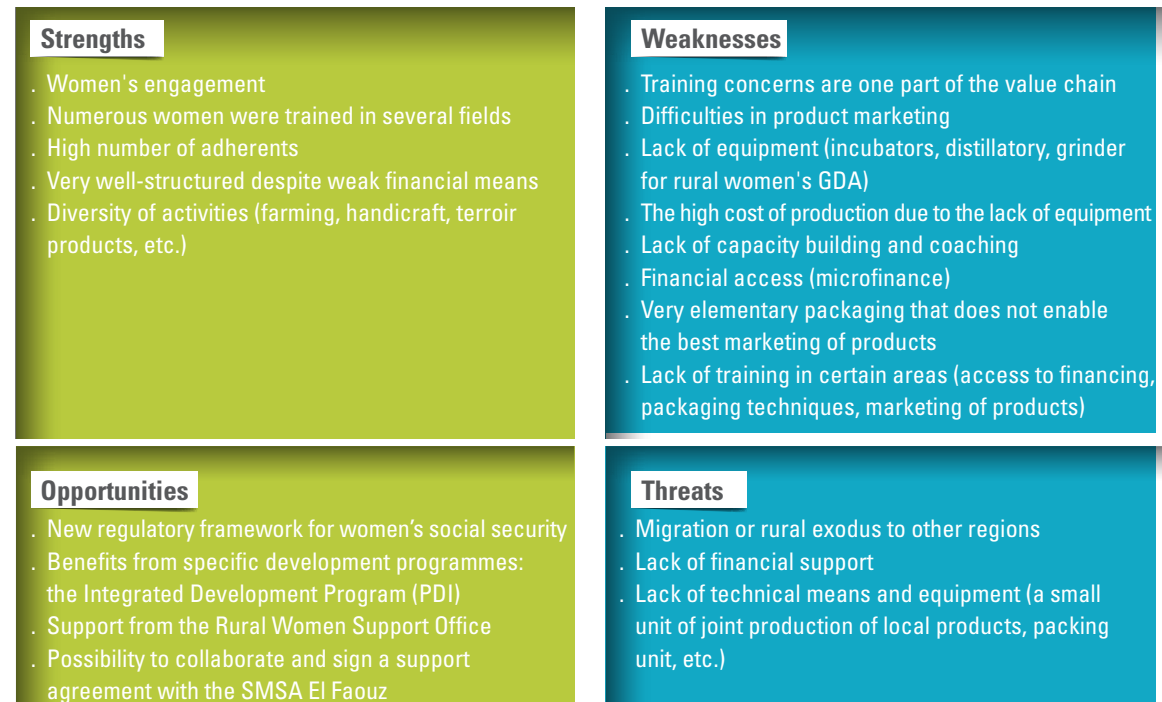 Strengths
. Women's engagement
. Numerous women were trained in several fields
. High number of adherents
. Very well-structured despite weak financial means
. Diversity of activities (farming, handicraft, terroir
products, etc.)
Weaknesses
. Training concerns are one part of the value chain
. Difficulties in product marketing
. Lack of equipment (incubators, distillatory, grinder
for rural women's GDA)
. The high cost of production due to the lack of equipment
. Lack of capacity building and coaching
. Financial access (microfinance)
. Very elementary packaging that does not enable
the best marketing of products
. Lack of training in certain areas (access to financing,
packaging techniques, marketing of products)
Opportunities
. New regulatory framework for women’s social security
. Benefits from specific development programmes:
the Integrated Development Program (PDI)
. Support from the Rural Women Support Office
. Possibility to collaborate and sign a support
agreement with the SMSA El Faouz
Threats
. Migration or rural exodus to other regions
. Lack of financial support
. Lack of technical means and equipment (a small
unit of joint production of local products, packing
unit, etc.)